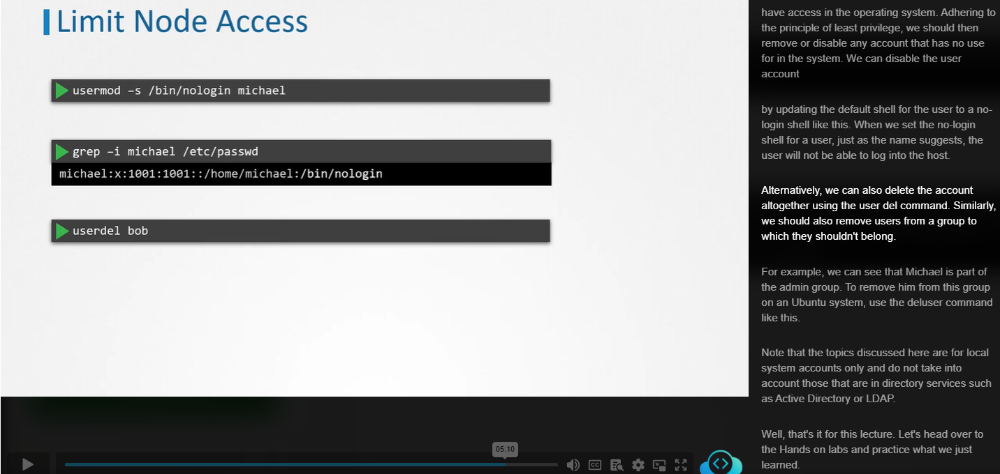 Limit Node Access
usermod –s /bin/nologin michael
grep –i michael /etc/passwd
michael:x:1001:1001::/home/michael:/bin/nologin
userdel bob
05:10
CC
have access in the operating system. Adhering to
the principle of least privilege, we should then
remove or disable any account that has no use
for in the system. We can disable the user
account
by updating the default shell for the user to a no-
login shell like this. When we set the no-login
shell for a user, just as the name suggests, the
user will not be able to log into the host.
Alternatively, we can also delete the account
altogether using the user del command. Similarly,
we should also remove users from a group to
which they shouldn't belong.
For example, we can see that Michael is part of
the admin group. To remove him from this group
on an Ubuntu system, use the deluser command
like this.
Note that the topics discussed here are for local
system accounts only and do not take into
account those that are in directory services such
as Active Directory or LDAP.
Well, that's it for this lecture. Let's head over to
the Hands on labs and practice what we just
learned.